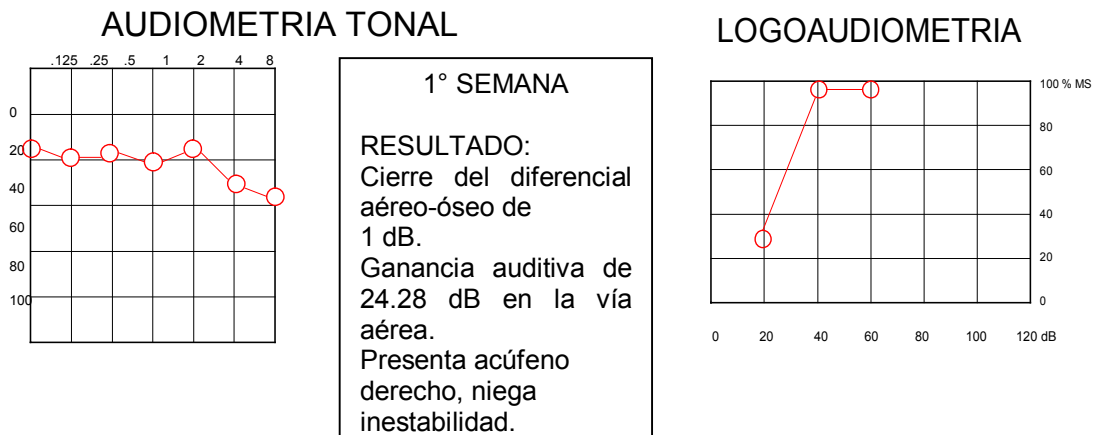 AUDIOMETRIA TONAL
.125 .25 .5 1 2 4 8
0
20
40
60
80
100
1° SEMANA
RESULTADO:
Cierre del diferencial
aéreo-óseo de
1 dB.
Ganancia auditiva de
24.28 dB en la vía
aérea.
Presenta acúfeno
derecho, niega
inestabilidad.
LOGOAUDIOMETRIA
100 % MS
80
60
40
20
0
0 20 40 60 80 100 120 dB